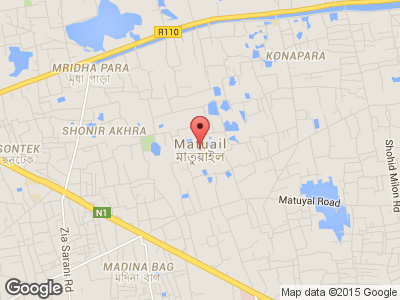 R110
KONAPARA
MRIDHA PARA
মৃধা পাড়া
SHONIR AKHRA
Matuail
মাতুয়াইল
SONTEK
Shohid Milon Rd
Matuyal Road
N1
Zia Sarani Rd
MADINA BAG
মদিনা বাগ
Google
Map data ©2015 Google